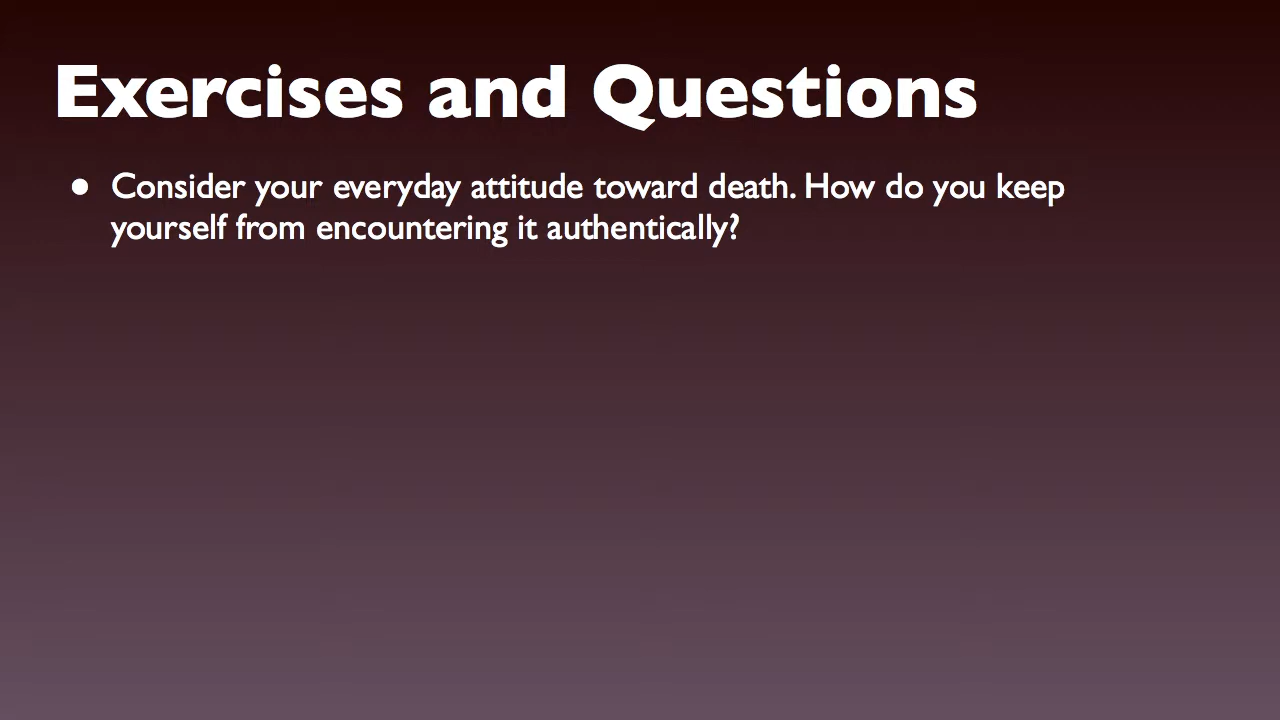 Exercises and Questions
• Consider your everyday attitude toward death. How do you keep
yourself from encountering it authentically?